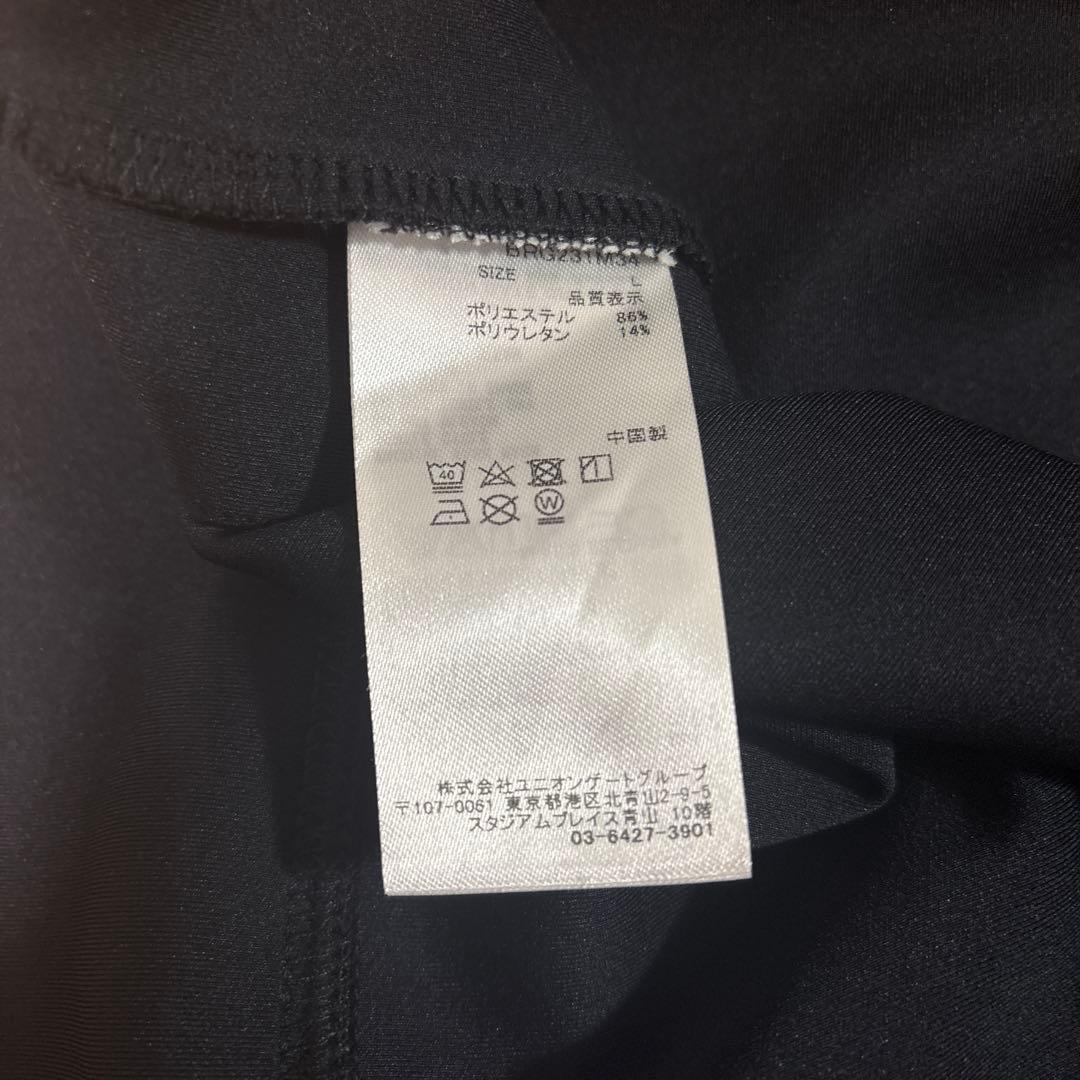 BRG231M34
SIZE L
品質表示
ポリエステル 86%
ポリウレタン 14%
中国製
40
W
株式会社ユニオンゲートグループ
〒107-0061 東京都港区北青山2-9-5
スタジアムプレイス青山 10階
03-6427-3901